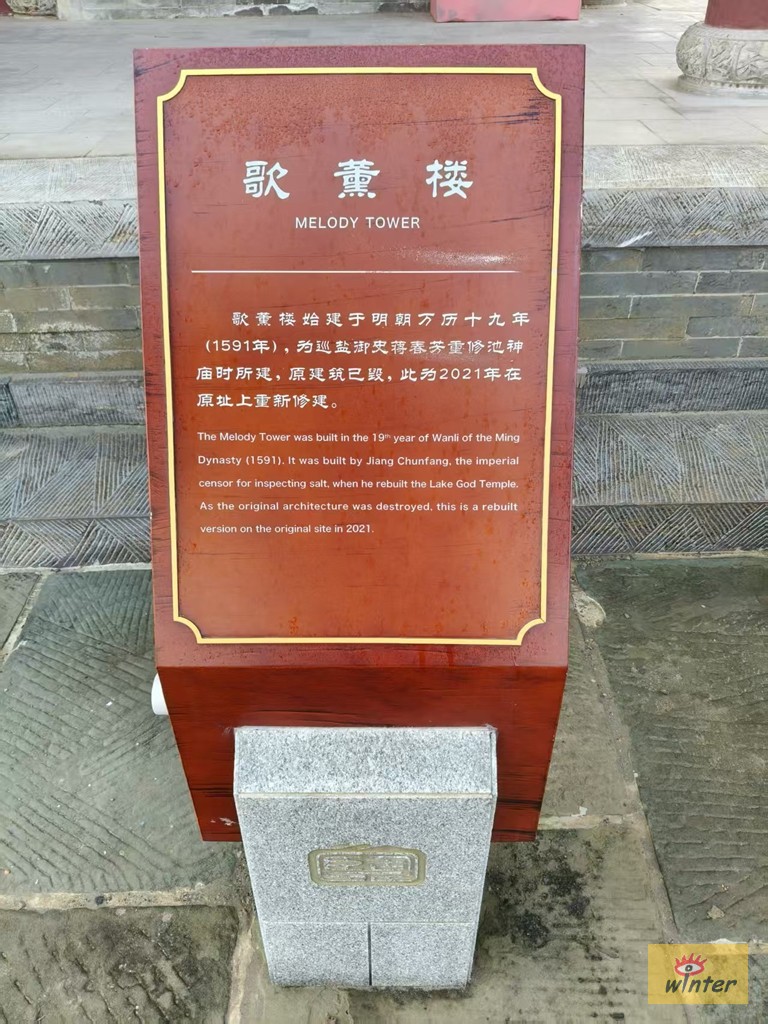 歌薰楼
MELODY TOWER
歌薰楼始建于明朝万历十九年
(1591年)，为巡盐御史蒋春芳重修池神
庙时所建，原建筑已毁，此为2021年在
原址上重新修建。
The Melody Tower was built in the 19th year of Wanli of the Ming
Dynasty (1591). It was built by Jiang Chunfang, the imperial
censor for inspecting salt, when he rebuilt the Lake God Temple.
As the original architecture was destroyed, this is a rebuilt
version on the original site in 2021.
winter